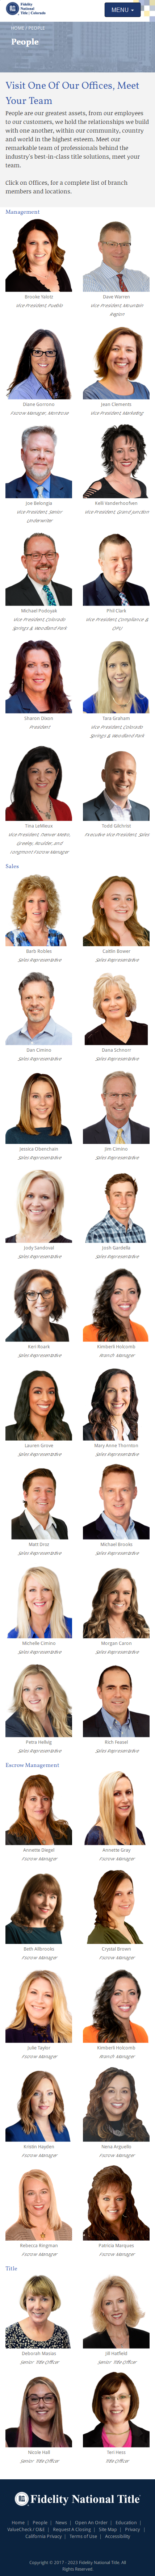 Fidelity
National
Title | Colorado
MENU
HOME / PEOPLE
People
Visit One Of Our Offices, Meet
Your Team
People are our greatest assets, from our employees
to our customers, we hold the relationships we build
with one another, within our community, country
and world in the highest esteem. Meet our
remarkable team of professionals behind the
industry's best-in-class title solutions, meet your
team.
Click on Offices, for a complete list of branch
members and locations.
Management
Brooke Yalcil
Dave Warren
Vice President, Mountain
Region
Diane Gorrono
Jean Clements
Escrow Manager, Montrose
Vice President, Marketing
Joe Belongia
Kelli Vanderhoofven
Vice President, Senior
Underwriter
Vice President, Grand Junction
Michael Podoyak
Phil Clark
Vice President, Colorado
Springs & Woodland Park
Vice President, Compliance &
Sharon Dixon
Tara Graham
President
Vice President, Colorado
Springs & Woodland Park
Tina LeMieux
Todd Gilchrist
Vice President, Denver Metro,
Greeley, Boulder, and
Longmont Escrow Manager
Executive Vice President, Sales
Sales
Barb Robles
Caitlin Bower
Sales Representative
Sales Representative
Dan Cimino
Dana Schnorr
Sales Representative
Sales Representative
Jessica Obenchain
Jim Cimino
Sales Representative
Sales Representative
Jody Sandoval
Josh Gardella
Sales Representative
Sales Representative
Keri Roark
Kimberli Holcomb
Sales Representative
Branch Manager
Lauren Grove
Mary Anne Thornton
Sales Representative
Sales Representative
Matt Droz
Michael Brooks
Sales Representative
Sales Representative
Michelle Cimino
Morgan Caron
Sales Representative
Sales Representative
Petra Hellvig
Rich Feasel
Sales Representative
Sales Representative
Escrow Management
Annette Diegel
Annette Gray
Escrow Manager
Escrow Manager
Beth Allbrooks
Crystal Brown
Escrow Manager
Escrow Manager
Julie Taylor
Kimberli Holcomb
Escrow Manager
Branch Manager
Kristin Hayden
Nena Arguello
Escrow Manager
Escrow Manager
Rebecca Ringman
Patricia Marques
Escrow Manager
Escrow Manager
Title
Deborah Masias
Jill Hatfield
Senior Title Officer
Senior Title Officer
Nicole Hall
Teri Hess
Senior Title Officer
Title Officer
Fidelity National Title
Home | People | News | Open An Order | Education |
ValueCheck / O&E | Request A Closing | Site Map | Privacy |
California Privacy | Terms of Use | Accessibility
Copyright © 2017 - 2023 Fidelity National Title. All
Rights Reserved.